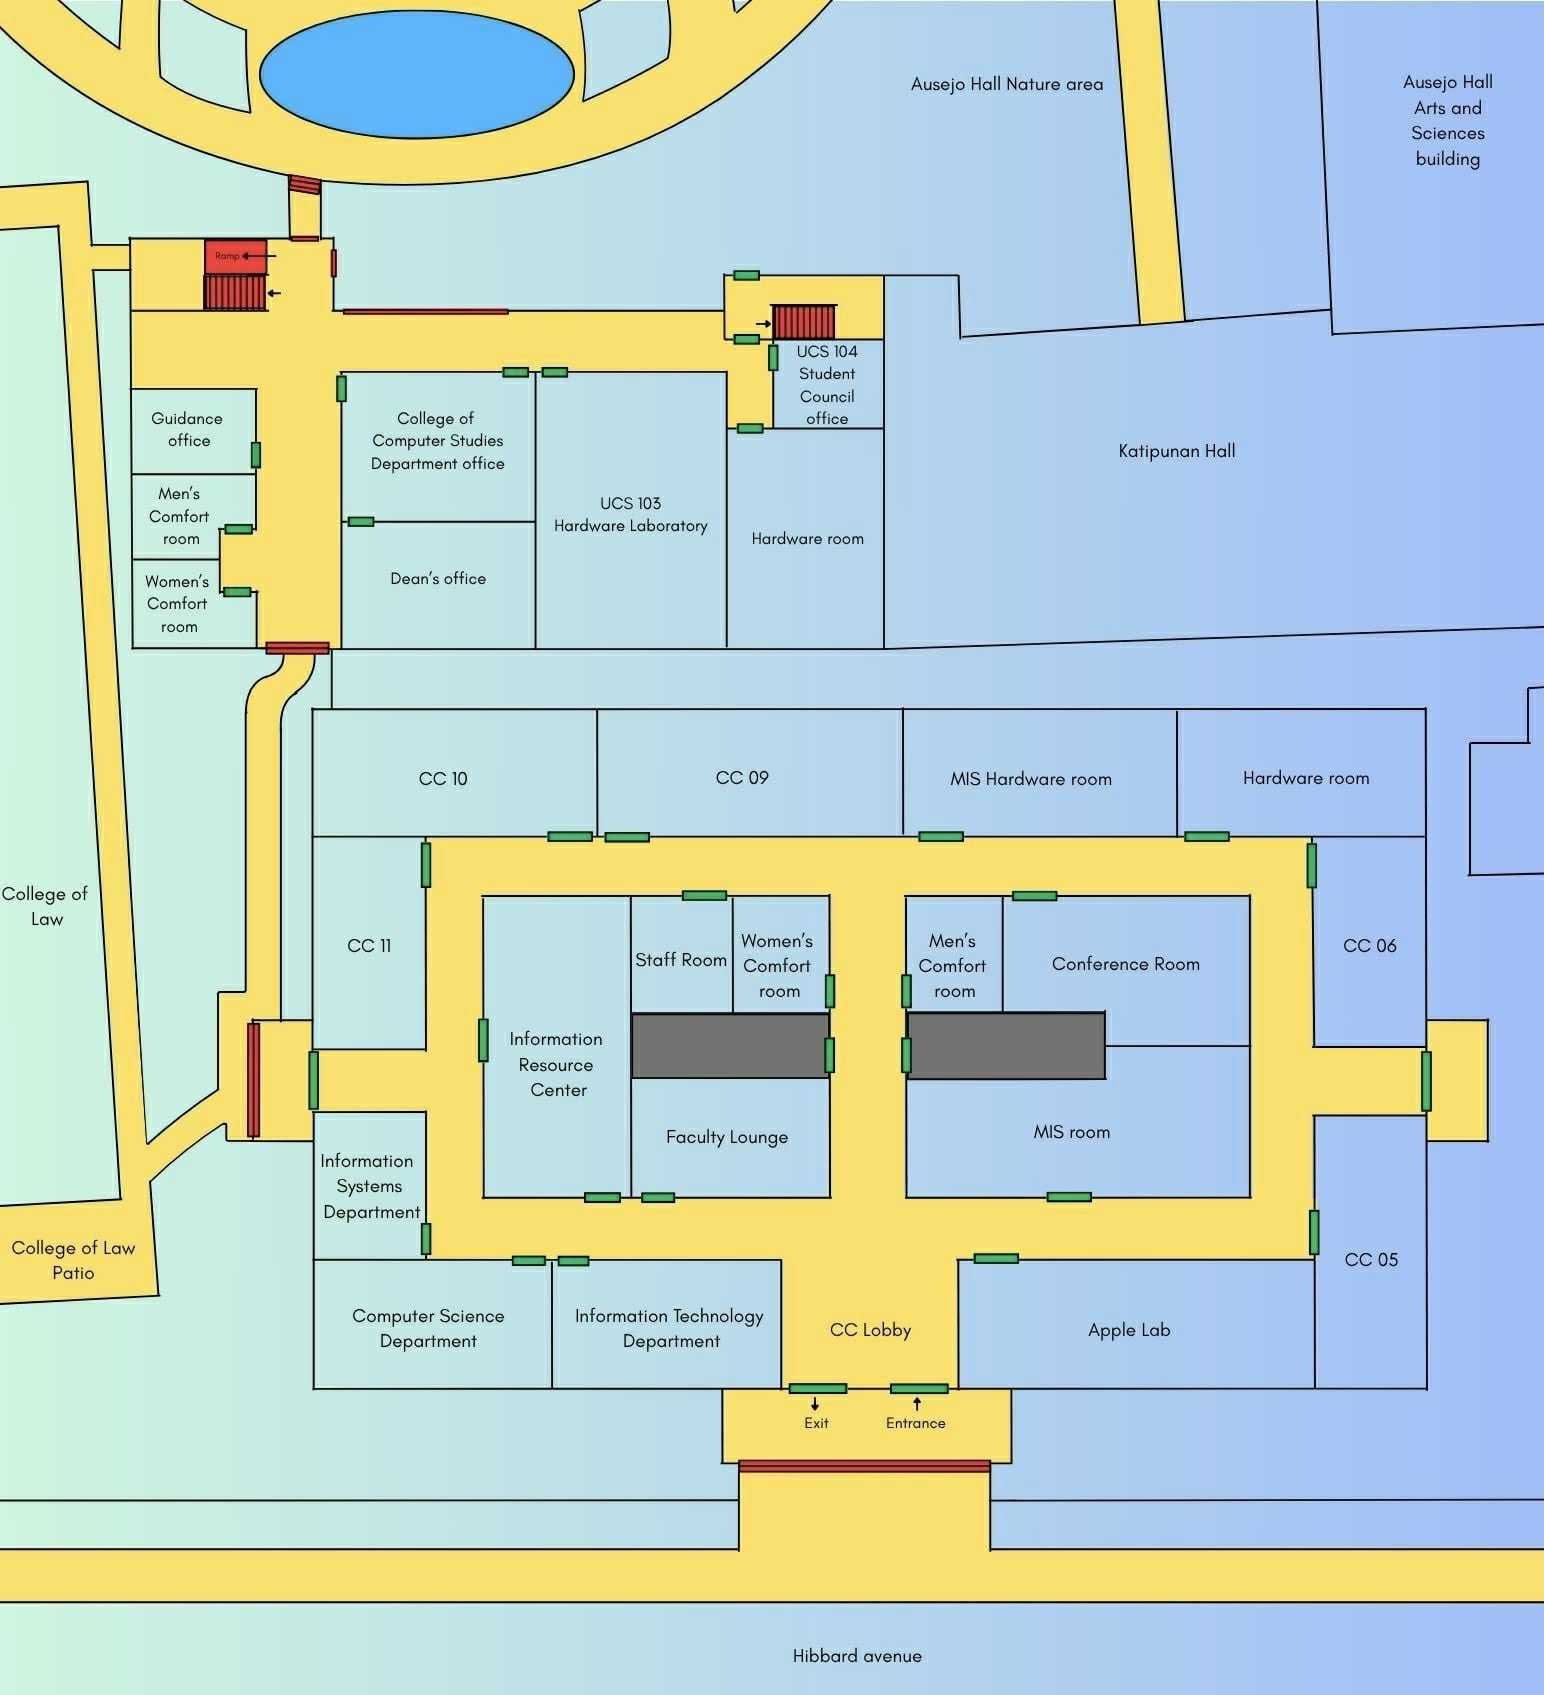 Ausejo Hall Nature area
Ausejo Hall
Arts and
Sciences
building
Ramp
UCS 104
Student
Council
office
Guidance
office
College of
Computer Studies
Department office
Men's
Comfort
room
UCS 103
Hardware Laboratory
Hardware room
Katipunan Hall
Women's
Comfort
room
Dean's office
CC 10
CC 09
MIS Hardware room
Hardware room
College of
Law
CC 11
Staff Room
Women's
Comfort
room
Men's
Comfort
room
Conference Room
CC 06
Information
Resource
Center
Faculty Lounge
MIS room
Information
Systems
Department
College of Law
Patio
CC 05
Computer Science
Department
Information Technology
Department
CC Lobby
Apple Lab
Exit
Entrance
Hibbard avenue